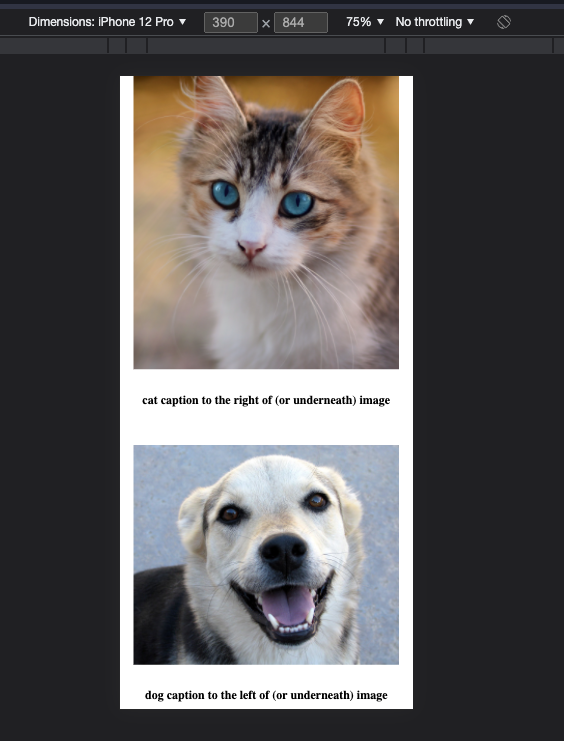 Dimensions: iPhone 12 Pro 390 × 844 75% No throttling
cat caption to the right of (or underneath) image
dog caption to the left of (or underneath) image